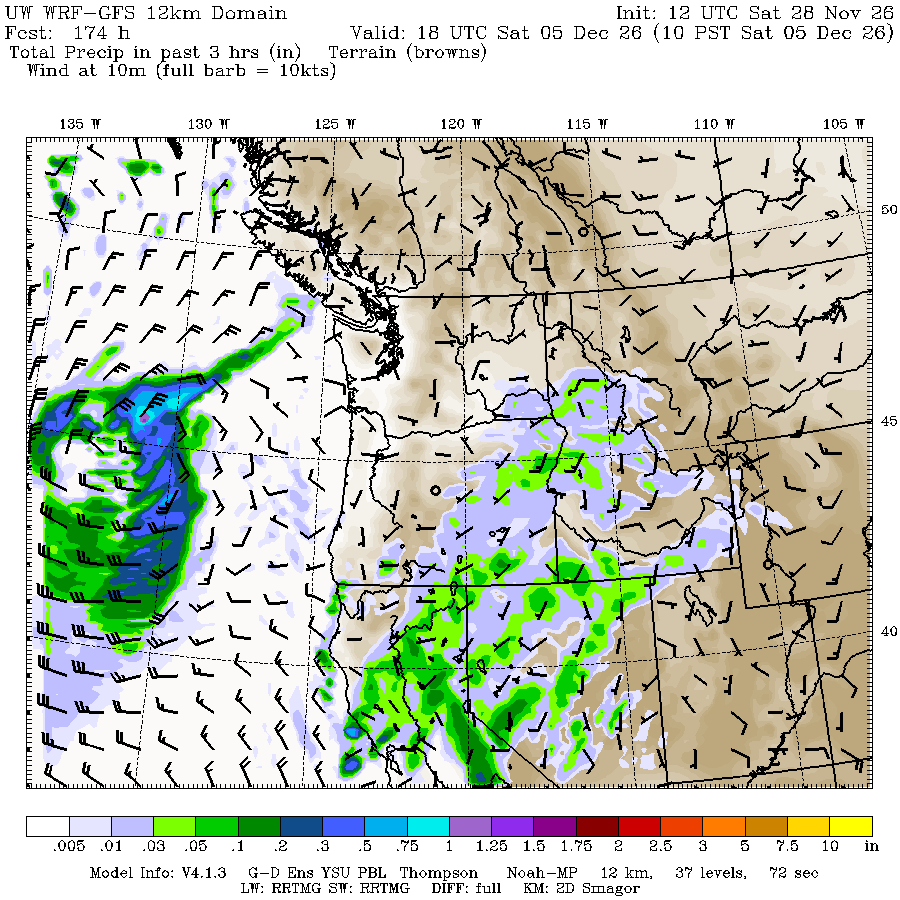 UW WRF-GFS 12km Domain Init: 12 UTC Sat 28 Nov 26
Fcst: 174 h Valid: 18 UTC Sat 05 Dec 26 (10 PST Sat 05 Dec 26)
Total Precip in past 3 hrs (in) Terrain (browns)
Wind at 10m (full barb = 10kts)
135 W 130 W 125 W 120 W 115 W 110 W 105 W
50
45
40
.005 .01 .03 .05 .1 .2 .3 .5 .75 1 1.25 1.5 1.75 2 2.5 3 5 7.5 10 in
Model Info: V4.1.3 G-D Ens YSU PBL Thompson Noah-MP 12 km, 37 levels, 72 sec
LW: RRTMG SW: RRTMG DIFF: full KM: 2D Smagor